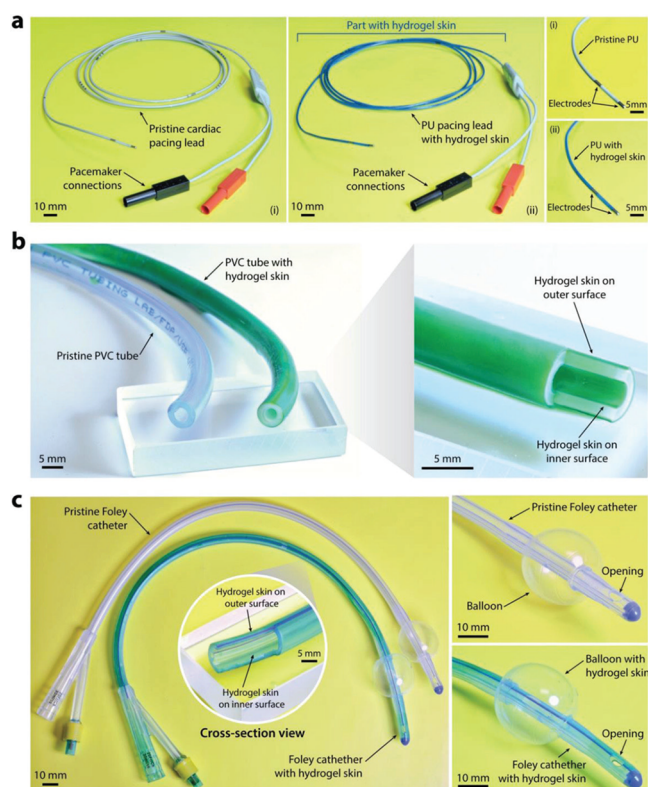 a
Pristine cardiac
pacing lead
Pacemaker
connections
10 mm
(i)
Part with hydrogel skin
PU pacing lead
with hydrogel skin
Pacemaker
connections
10 mm
(ii)
(i)
Pristine PU
Electrodes
5mm
(ii)
PU with
hydrogel skin
Electrodes
5mm
b
PVC tube with
hydrogel skin
PVC TUBING LAB/FDA/
Pristine PVC tube
5 mm
Hydrogel skin on
outer surface
Hydrogel skin on
inner surface
5 mm
c
Pristine Foley
catheter
Hydrogel skin on
outer surface
5 mm
Hydrogel skin
on inner surface
Cross-section view
Foley cathether
with hydrogel skin
10 mm
Pristine Foley catheter
Opening
Balloon
10 mm
Balloon with
hydrogel skin
Opening
Foley cathether
with hydrogel skin
10 mm